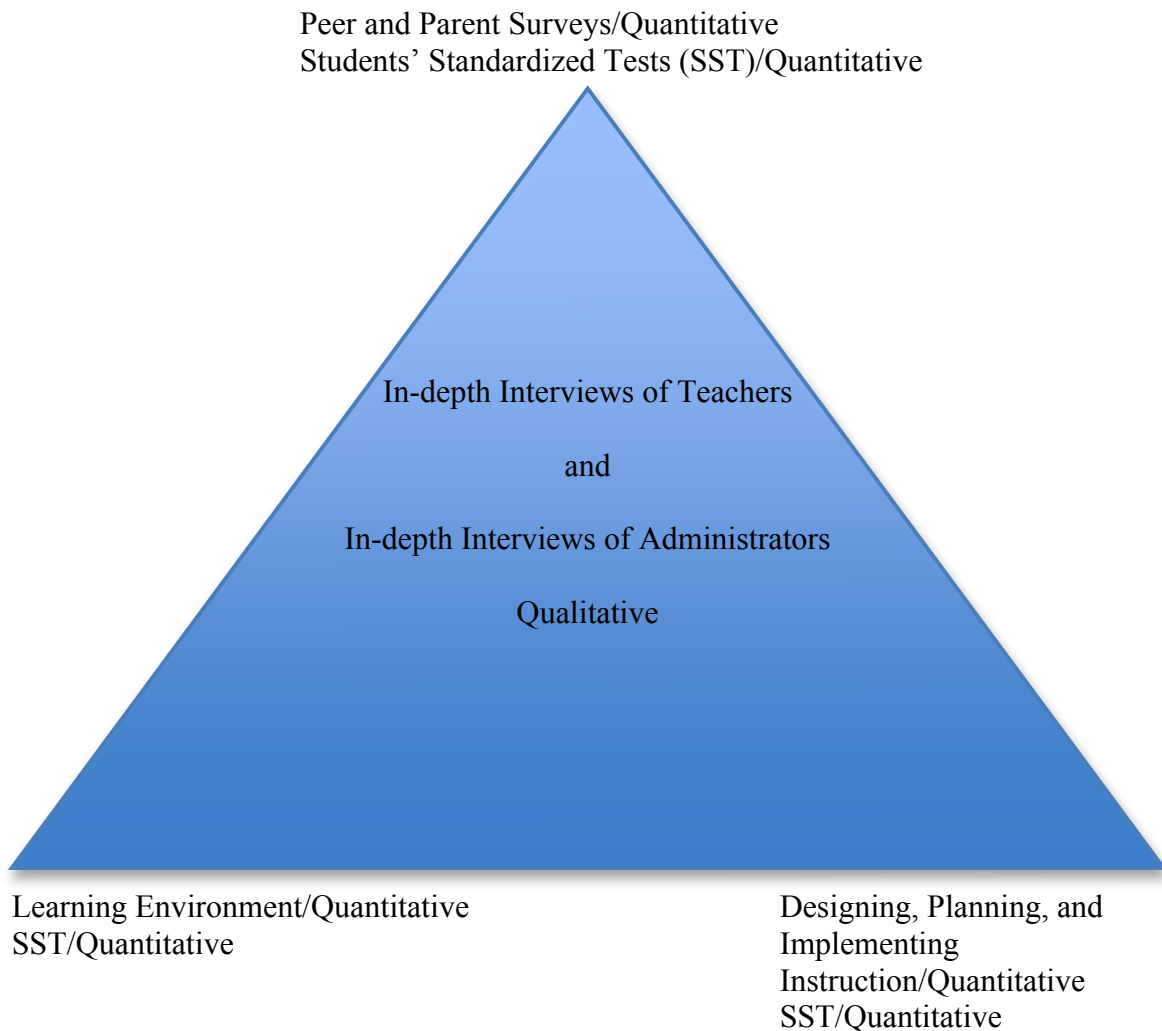 Peer and Parent Surveys/Quantitative
Students’ Standardized Tests (SST)/Quantitative
In-depth Interviews of Teachers
and
In-depth Interviews of Administrators
Qualitative
Learning Environment/Quantitative
SST/Quantitative
Designing, Planning, and
Implementing
Instruction/Quantitative
SST/Quantitative